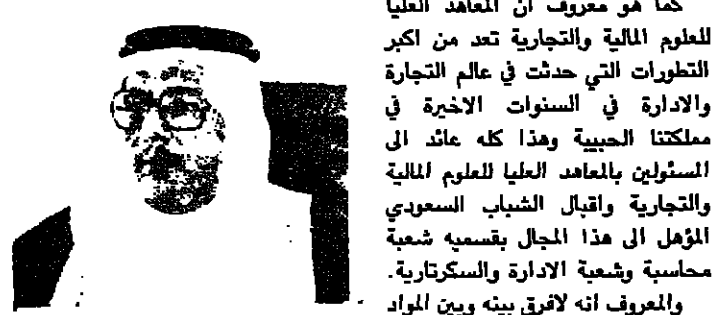 كما هو معروف ان المعاهد العليا
للعلوم المالية والتجارية تعد من اكبر
التطورات التي حدثت في عالم التجارة
والادارة في السنوات الاخيرة في
مملكتنا الحبيبية وهذا كله عائد الى
المسئولين بالمعاهد العليا للعلوم المالية
والتجارية واقبال الشباب السعودي
المؤهل الى هذا المجال بقسميه شعبة
محاسبة وشعبة الادارة والسكرتارية.
والمعروف انه لافرق بينه وبين المواد